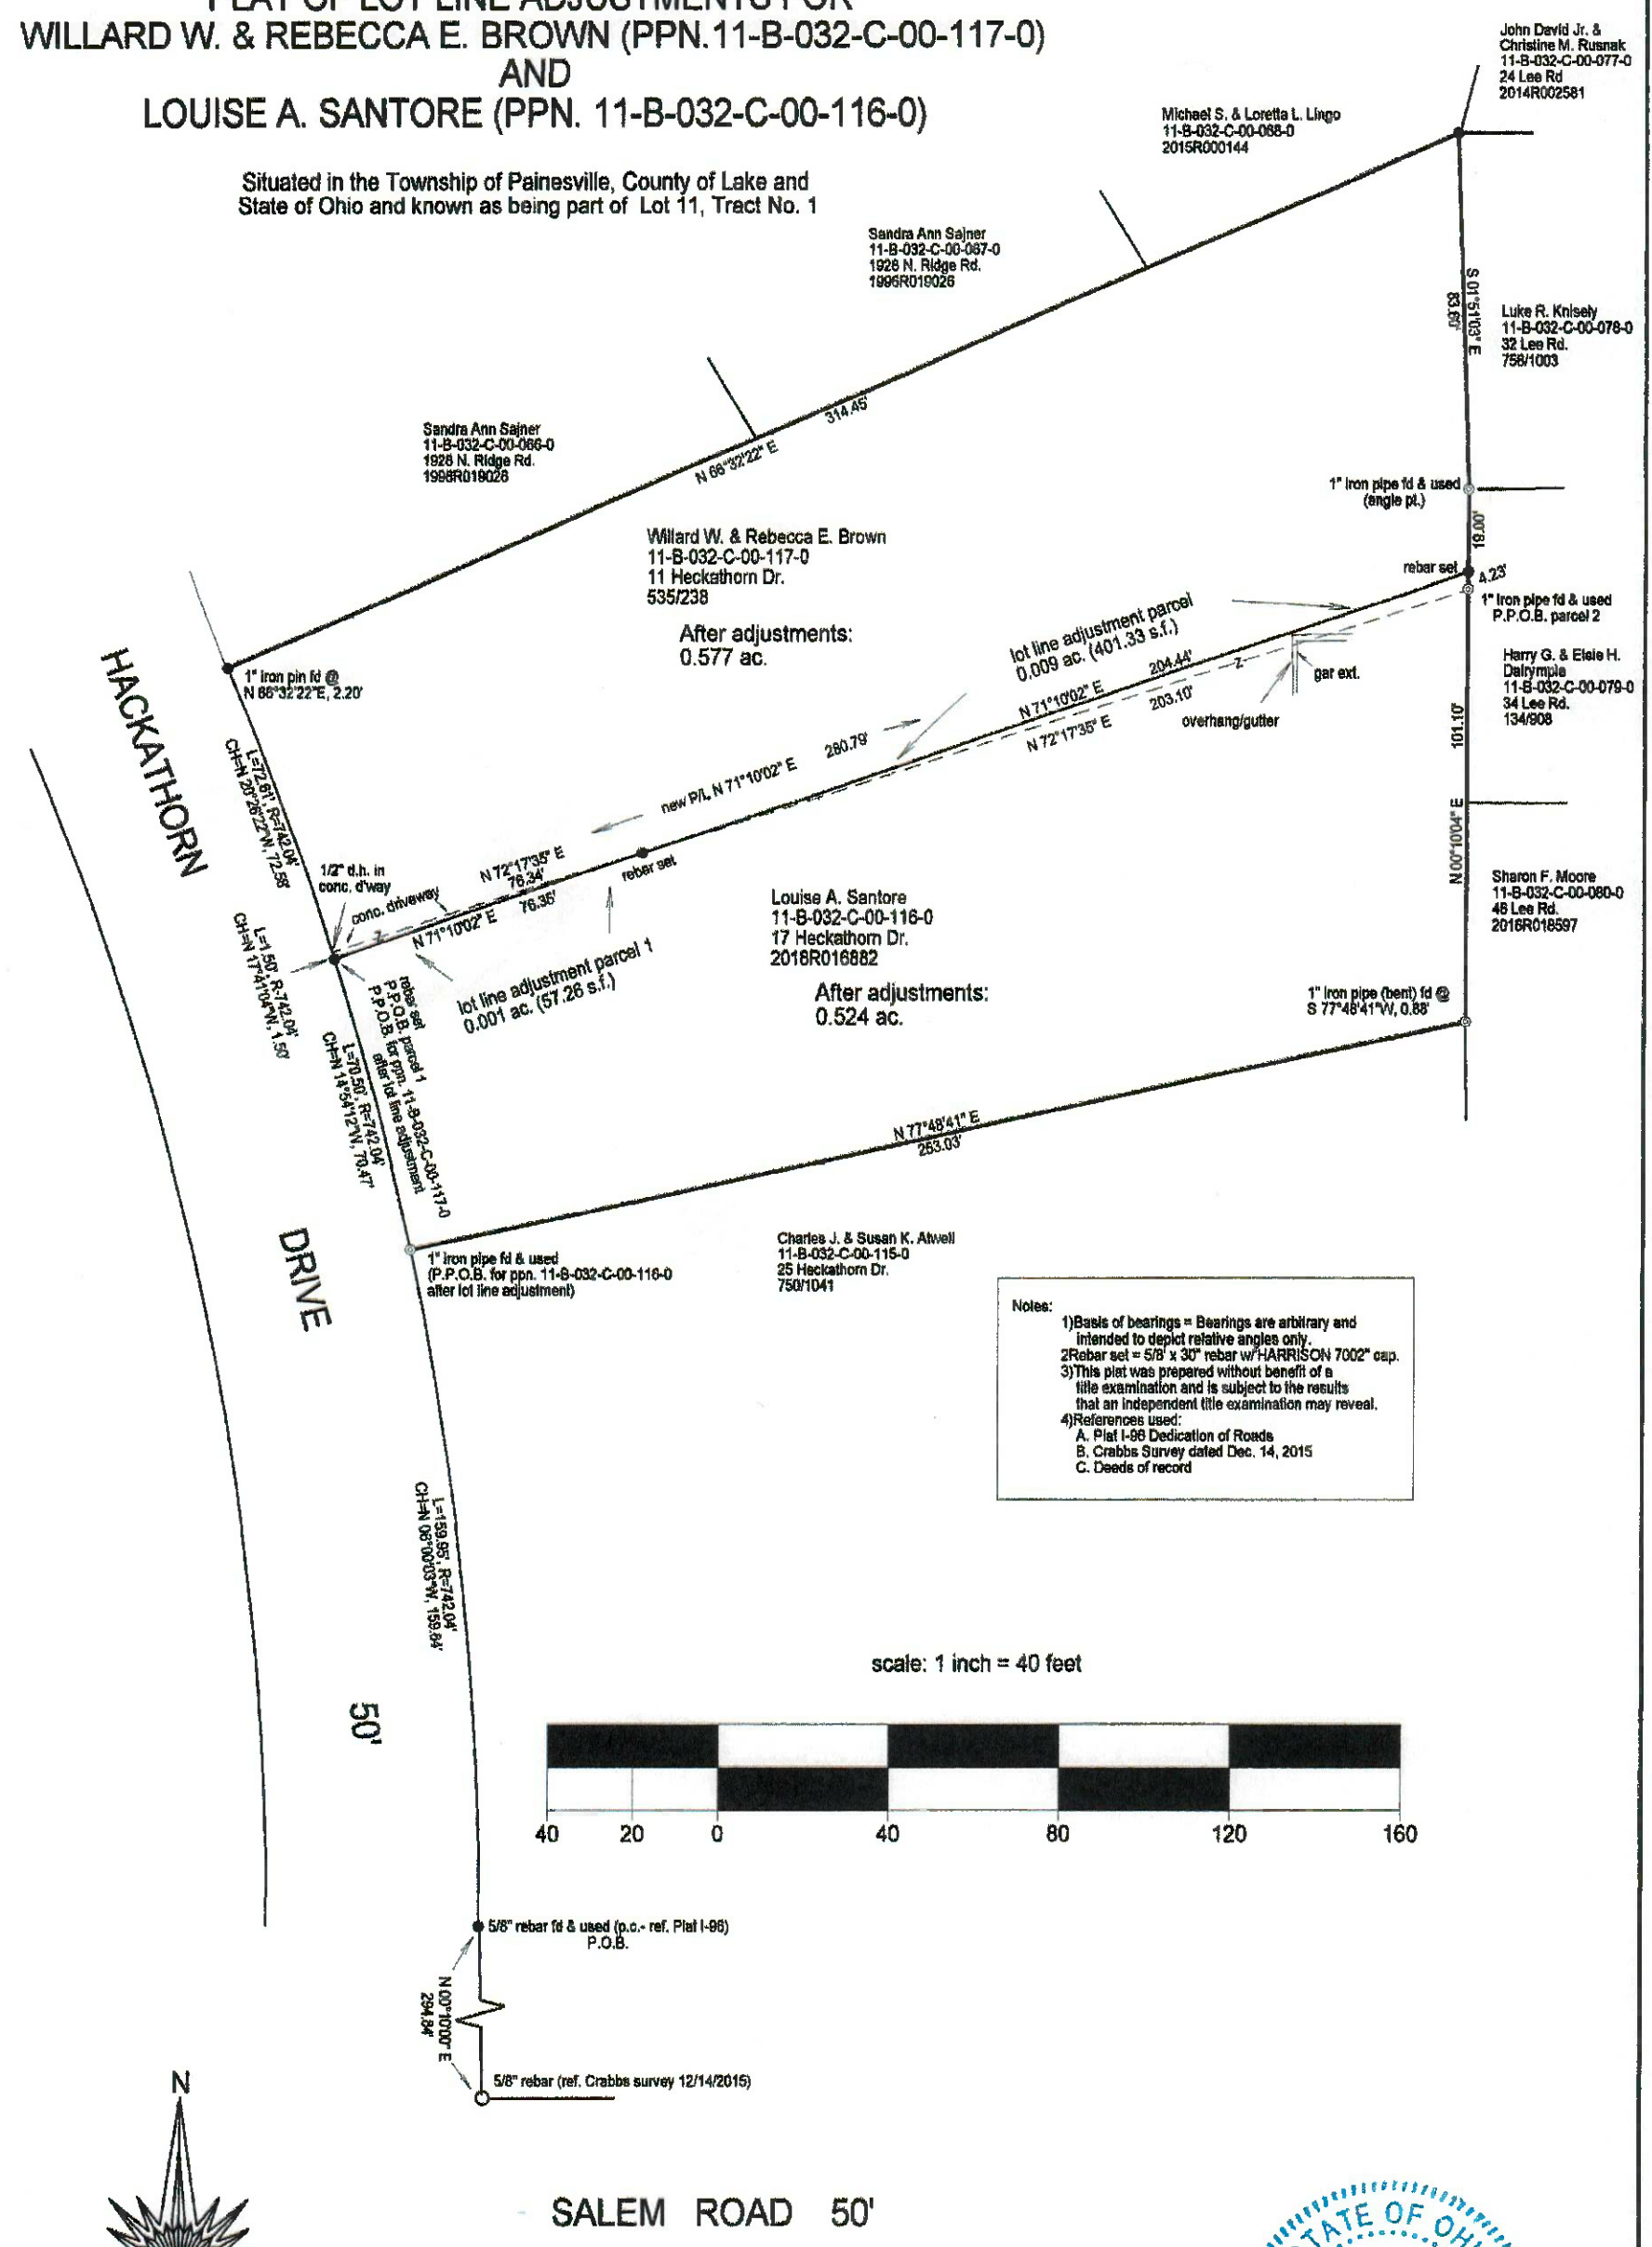 PLAT OF LOT LINE ADJUSTMENTS FOR
WILLARD W. & REBECCA E. BROWN (PPN.11-B-032-C-00-117-0)
AND
LOUISE A. SANTORE (PPN. 11-B-032-C-00-116-0)
Situated in the Township of Painesville, County of Lake and
State of Ohio and known as being part of Lot 11, Tract No. 1
John David Jr. &
Christine M. Rusnak
11-B-032-C-00-077-0
24 Lee Rd
2014R002581
Michael S. & Loretta L. Lingo
11-B-032-C-00-068-0
2015R000144
Sandra Ann Sajner
11-B-032-C-00-067-0
1928 N. Ridge Rd.
1996R019026
S 01°51'03" E
83.60'
Luke R. Knisely
11-B-032-C-00-078-0
32 Lee Rd.
756/1003
Sandra Ann Sajner
11-B-032-C-00-066-0
1928 N. Ridge Rd.
1996R019026
314.45'
N 66°32'22" E
1" iron pipe fd & used
(angle pt.)
18.00'
Willard W. & Rebecca E. Brown
11-B-032-C-00-117-0
11 Heckathorn Dr.
535/238
After adjustments:
0.577 ac.
rebar set
4.23'
1" iron pipe fd & used
P.P.O.B. parcel 2
lot line adjustment parcel
0.009 ac. (401.33 s.f.)
HACKATHORN
1" iron pin fd @
N 66°32'22"E, 2.20'
Harry G. & Elsie H.
Dalrymple
11-B-032-C-00-079-0
34 Lee Rd.
134/908
204.44'
N 71°10'02" E
203.10'
N 72°17'35" E
Z
gar ext.
overhang/gutter
101.10'
N 00°10'04" E
L=72.61', R=742.04'
CH=N 20°26'22"W, 72.58'
280.79'
new P/L N 71°10'02" E
1/2" d.h. in
conc. d'way
conc. driveway
N 72°17'35" E
76.34'
rebar set
N 71°10'02" E
76.35'
Z
L=1.50', R-742.04'
CH=N 17°41'04"W, 1.50'
Louise A. Santore
11-B-032-C-00-116-0
17 Heckathorn Dr.
2018R016882
After adjustments:
0.524 ac.
Sharon F. Moore
11-B-032-C-00-080-0
46 Lee Rd.
2016R018597
lot line adjustment parcel 1
0.001 ac. (57.26 s.f.)
rebar set
P.P.O.B. parcel 1
P.P.O.B. for ppn. 11-B-032-C-00-117-0
after lot line adjustment
1" iron pipe (bent) fd @
S 77°48'41"W, 0.88'
L=70.50', R=742.04'
CH=N 14°54'12"W, 70.47'
N 77°48'41" E
253.03'
DRIVE
1" iron pipe fd & used
(P.P.O.B. for ppn. 11-B-032-C-00-116-0
after lot line adjustment)
Charles J. & Susan K. Atwell
11-B-032-C-00-115-0
25 Heckathorn Dr.
750/1041
Notes:
1)Basis of bearings = Bearings are arbitrary and
intended to depict relative angles only.
2Rebar set = 5/8' x 30" rebar w/HARRISON 7002" cap.
3)This plat was prepared without benefit of a
title examination and is subject to the results
that an independent title examination may reveal.
4)References used:
A. Plat I-96 Dedication of Roads
B. Crabbs Survey dated Dec. 14, 2015
C. Deeds of record
L=159.95', R=742.04'
CH=N 06°00'03"W, 159.64'
scale: 1 inch = 40 feet
50'
40 20 0 40 80 120 160
5/8" rebar fd & used (p.c.- ref. Plat I-96)
P.O.B.
N 00°10'00" E
294.84'
5/8" rebar (ref. Crabbs survey 12/14/2015)
N
SALEM ROAD 50'
STATE OF OH